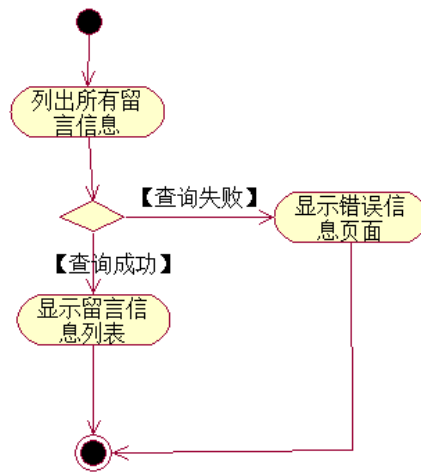 列出所有留
言信息
【查询失败】
显示错误信
息页面
【查询成功】
显示留言信
息列表